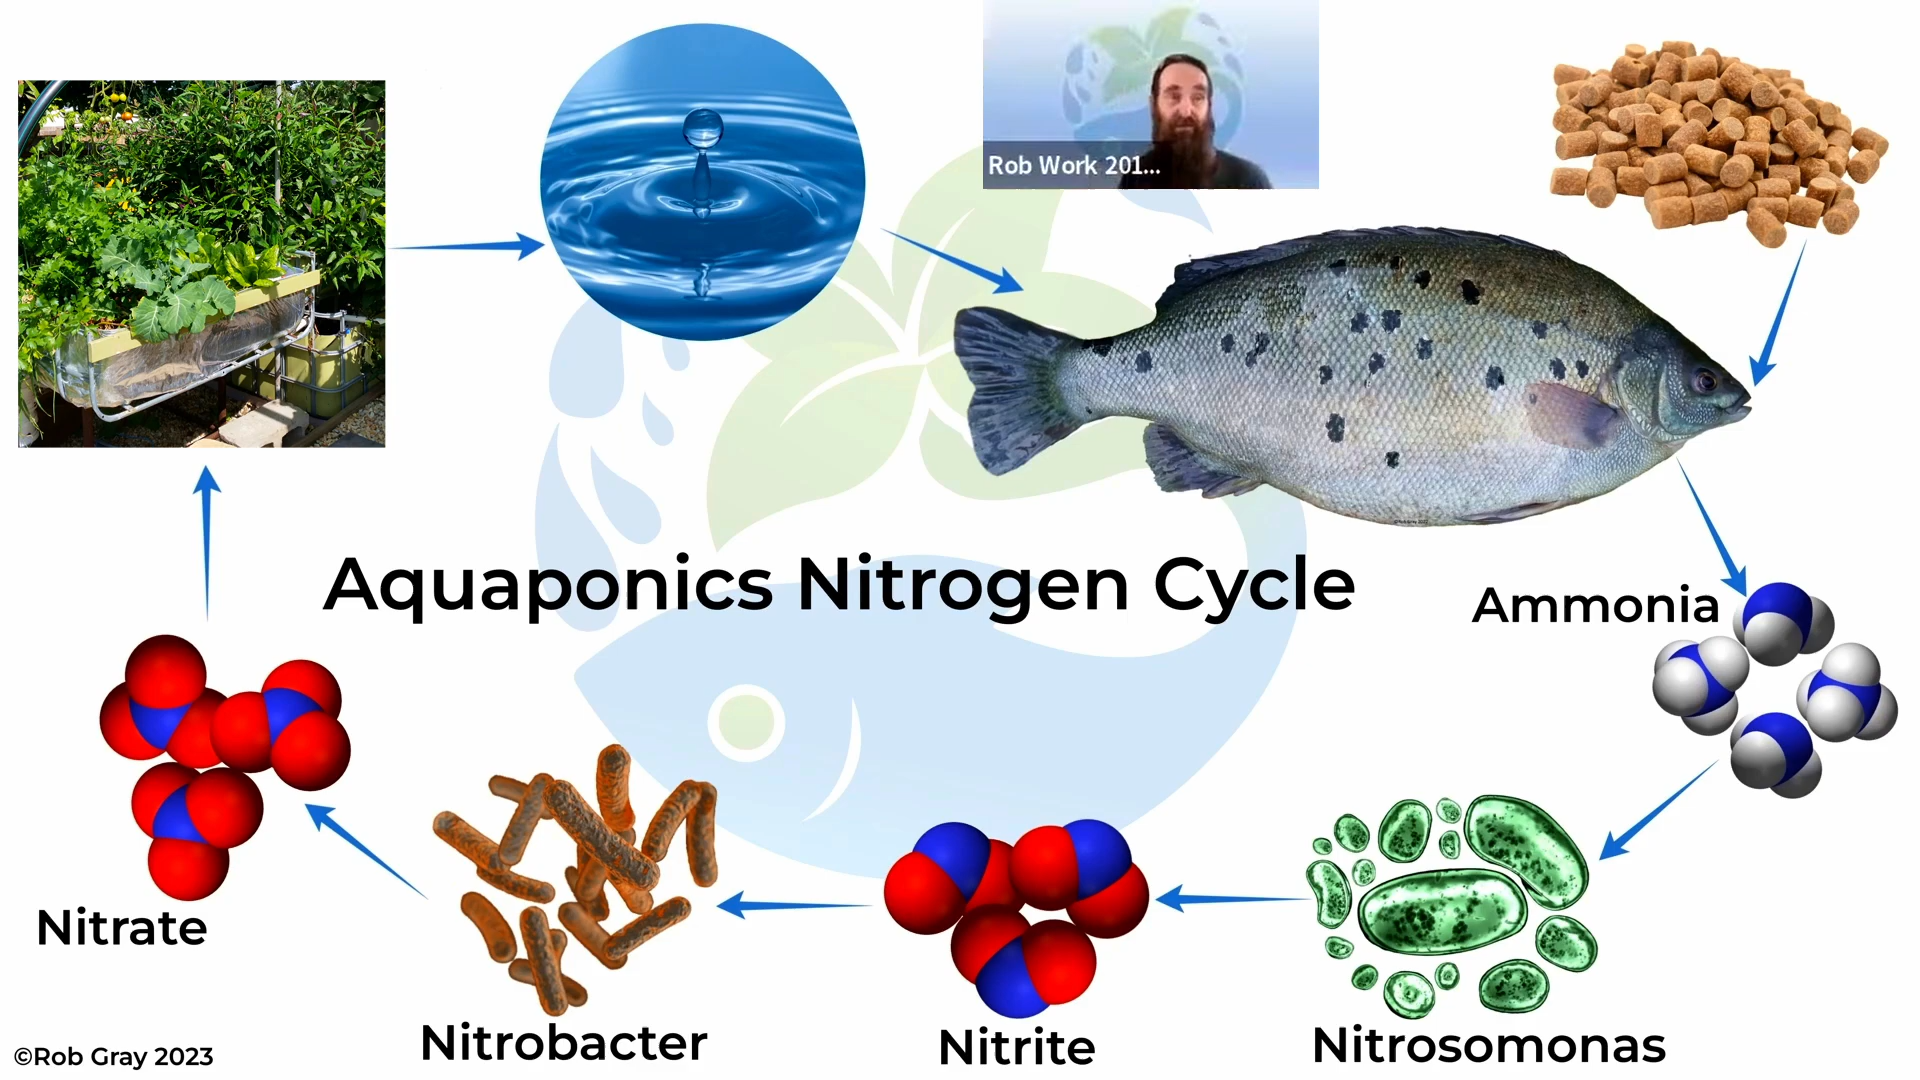 Rob Work 201...
Aquaponics Nitrogen Cycle
Ammonia
Nitrate
Nitrobacter
Nitrite
Nitrosomonas
©Rob Gray 2023